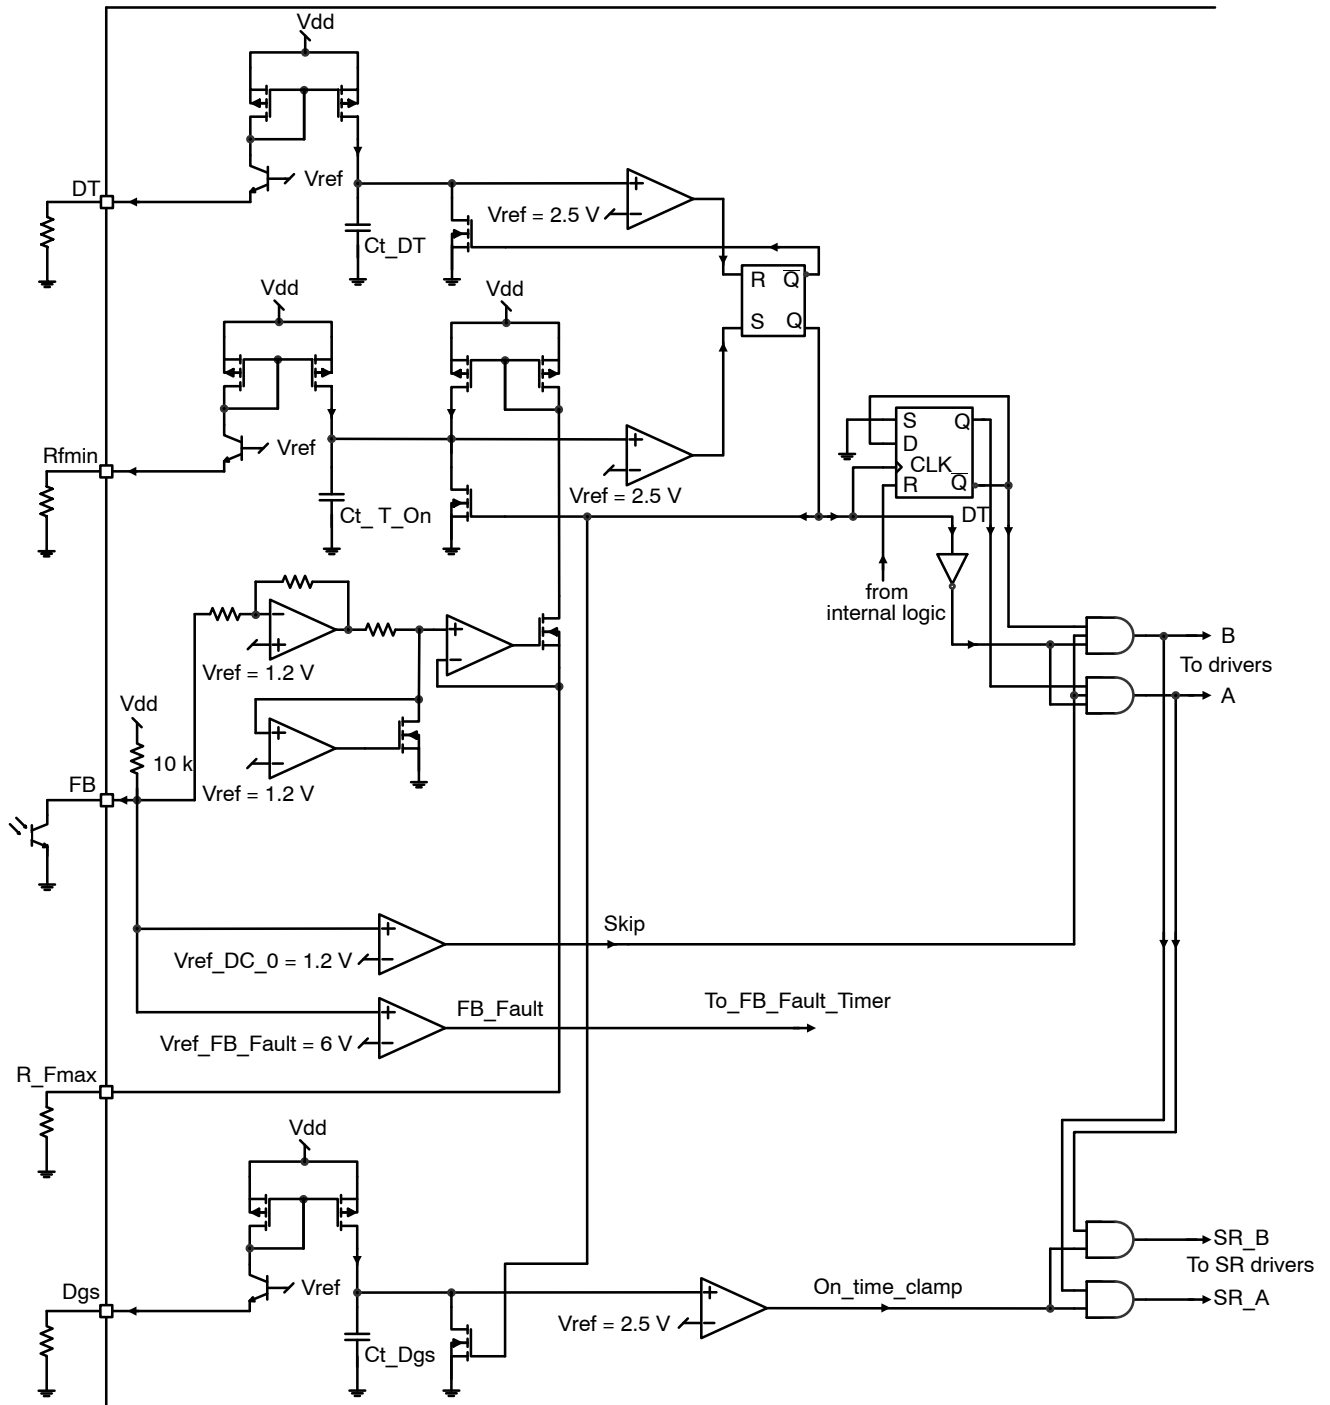 Vdd
DT
Vref
Vref = 2.5 V
Ct_DT
R Q
S Q
Vdd
Vdd
Rfmin
Vref
Vref = 2.5 V
Ct_ T_On
S Q
D
CLK
R Q
DT
from
internal logic
Vref = 1.2 V
B
To drivers
A
Vdd
10 k
FB
Vref = 1.2 V
Skip
Vref_DC_0 = 1.2 V
FB_Fault
To_FB_Fault_Timer
Vref_FB_Fault = 6 V
R_Fmax
Vdd
SR_B
To SR drivers
SR_A
Dgs
Vref
On_time_clamp
Vref = 2.5 V
Ct_Dgs